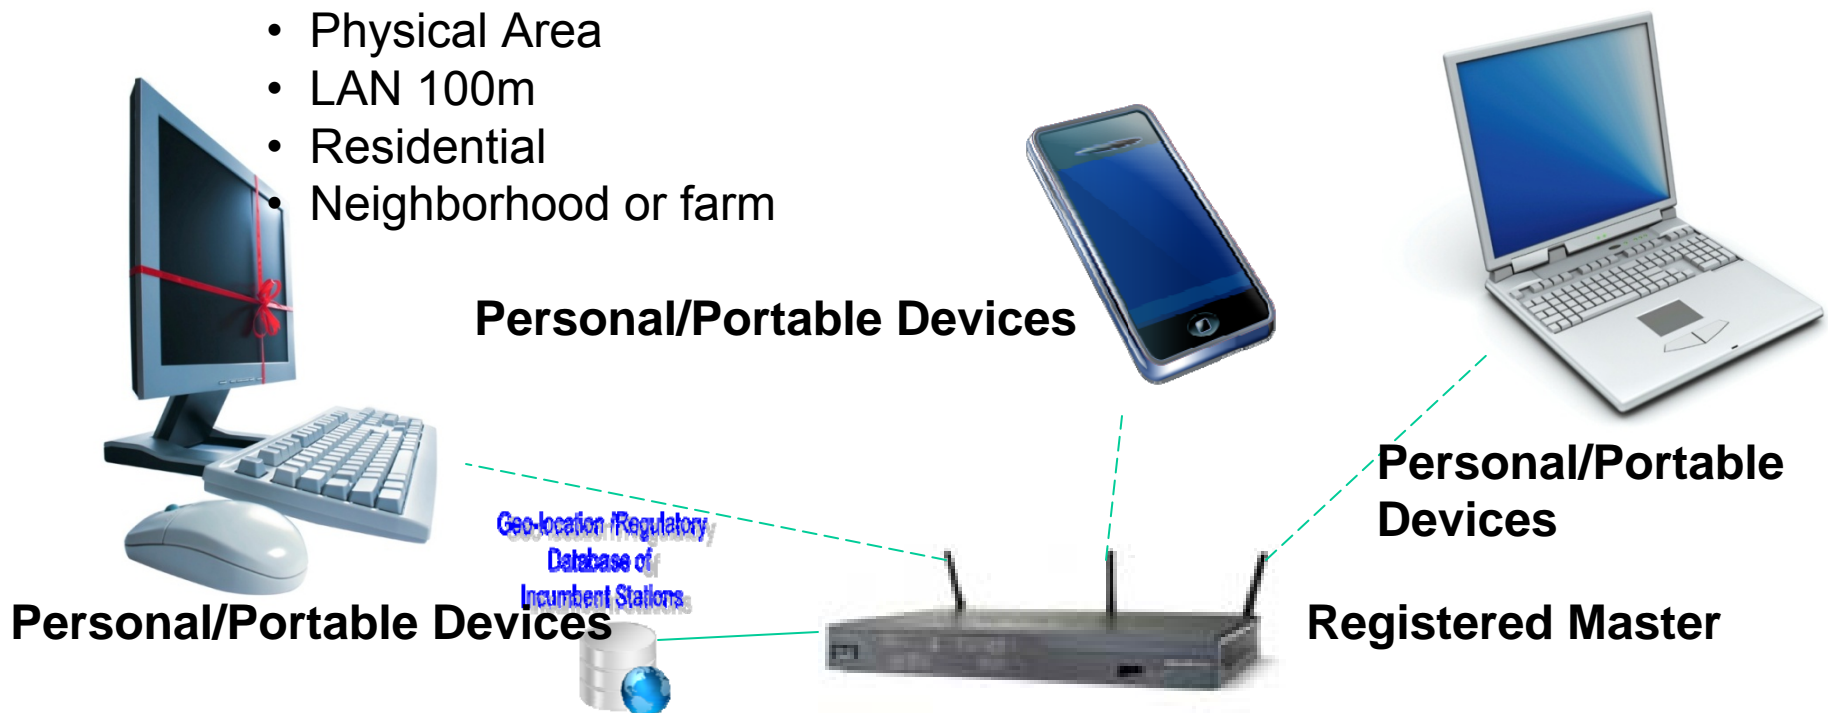 • Physical Area
• LAN 100m
• Residential
• Neighborhood or farm
Personal/Portable Devices
Personal/Portable
Devices
Geo-location /Regulatory
Database of
Incumbent Stations
Personal/Portable Devices
Registered Master